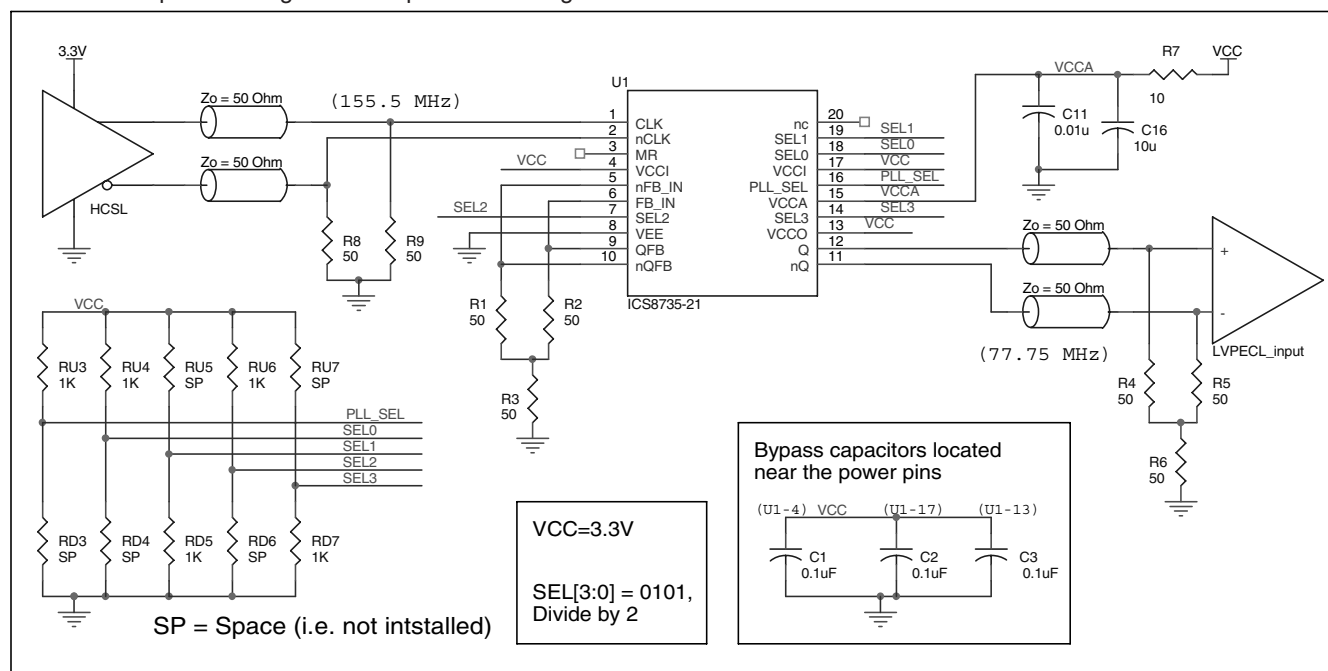 3.3V
Zo = 50 Ohm
(155.5 MHz)
Zo = 50 Ohm
HCSL
R8
50
R9
50
U1
1 CLK
2 nCLK
3 MR
4 VCCI
5 nFB_IN
6 FB_IN
7 SEL2
8 VEE
9 QFB
10 nQFB
VCC
SEL2
nc 20
SEL1 19 SEL1
SEL0 18 SEL0
VCCI 17 VCC
PLL_SEL 16 PLL_SEL
VCCA 15 VCCA
SEL3 14 SEL3
VCCO 13 VCC
Q 12
nQ 11
ICS8735-21
R1
50
R2
50
R3
50
VCCA
R7
10
VCC
C11
0.01u
C16
10u
Zo = 50 Ohm
Zo = 50 Ohm
(77.75 MHz)
+
-
LVPECL_input
R4
50
R5
50
R6
50
VCC
RU3
1K
RU4
1K
RU5
SP
RU6
1K
RU7
SP
PLL_SEL
SEL0
SEL1
SEL2
SEL3
RD3
SP
RD4
SP
RD5
1K
RD6
SP
RD7
1K
SP = Space (i.e. not intstalled)
VCC=3.3V
SEL[3:0] = 0101,
Divide by 2
Bypass capacitors located
near the power pins
(U1-4) VCC (U1-17) (U1-13)
C1
0.1uF
C2
0.1uF
C3
0.1uF